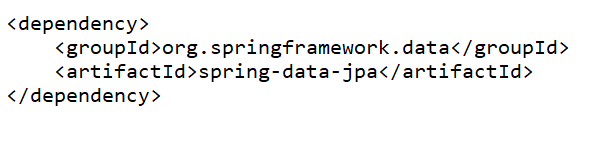 <dependency>
    <groupId>org.springframework.data</groupId>
    <artifactId>spring-data-jpa</artifactId>
</dependency>